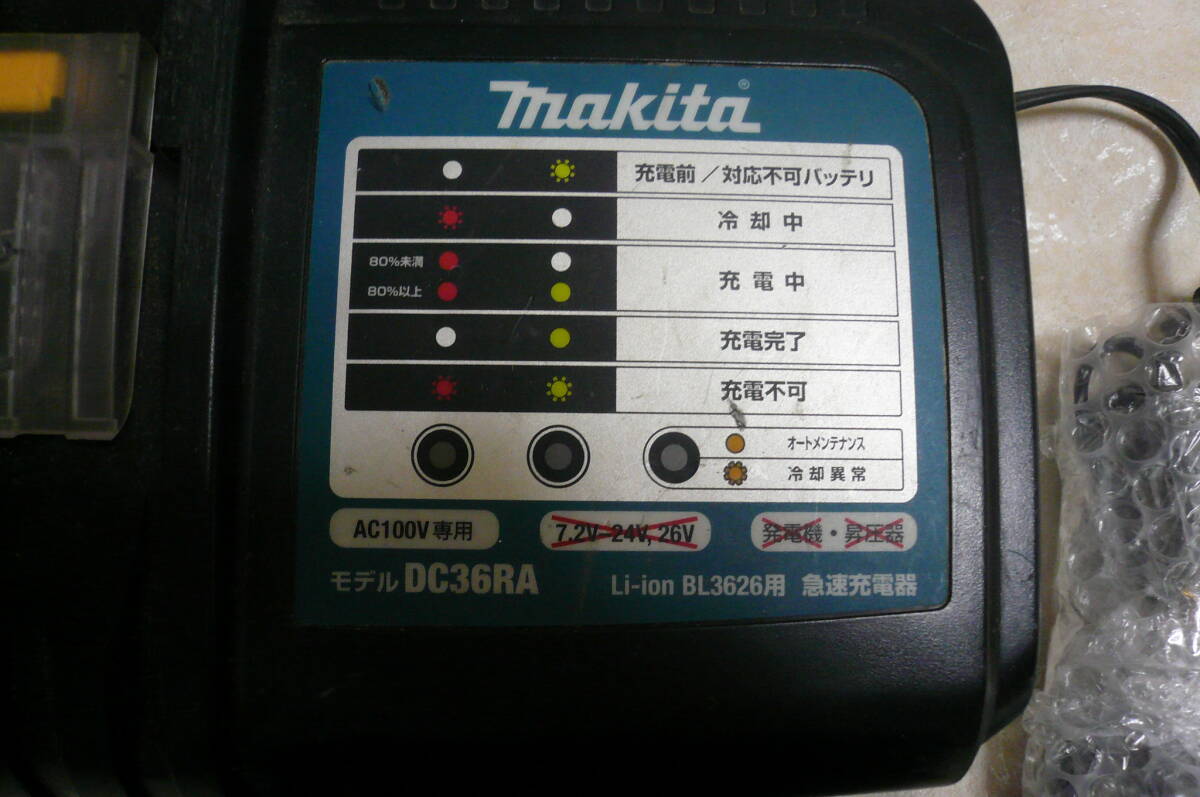 makita®
充電前/対応不可バッテリ
冷却中
80%未満
80%以上
充電中
充電完了
充電不可
オートメンテナンス
冷却異常
AC100V専用
7.2V-24V, 26V
発電機・昇圧器
モデル DC36RA
Li-ion BL3626用 急速充電器